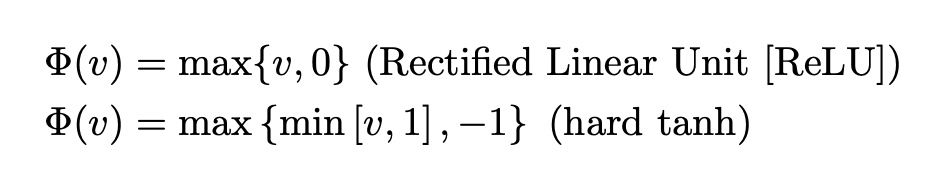 Φ(v) = max{v, 0} (Rectified Linear Unit [ReLU])
Φ(v) = max {min [v, 1] , −1} (hard tanh)